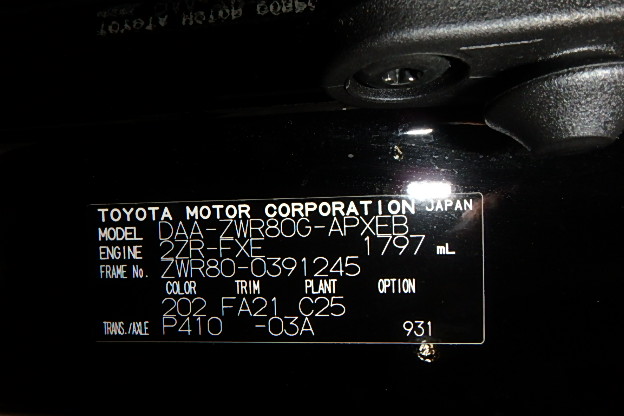 TOYOTA MOTOR CORPORATION JAPAN
MODEL DAA-ZWR80G-APXEB
ENGINE 2ZR-FXE 1797 mL
FRAME No. ZWR80-0391245
COLOR TRIM PLANT OPTION
202 FA21 C25
TRANS./AXLE P410 -03A 931